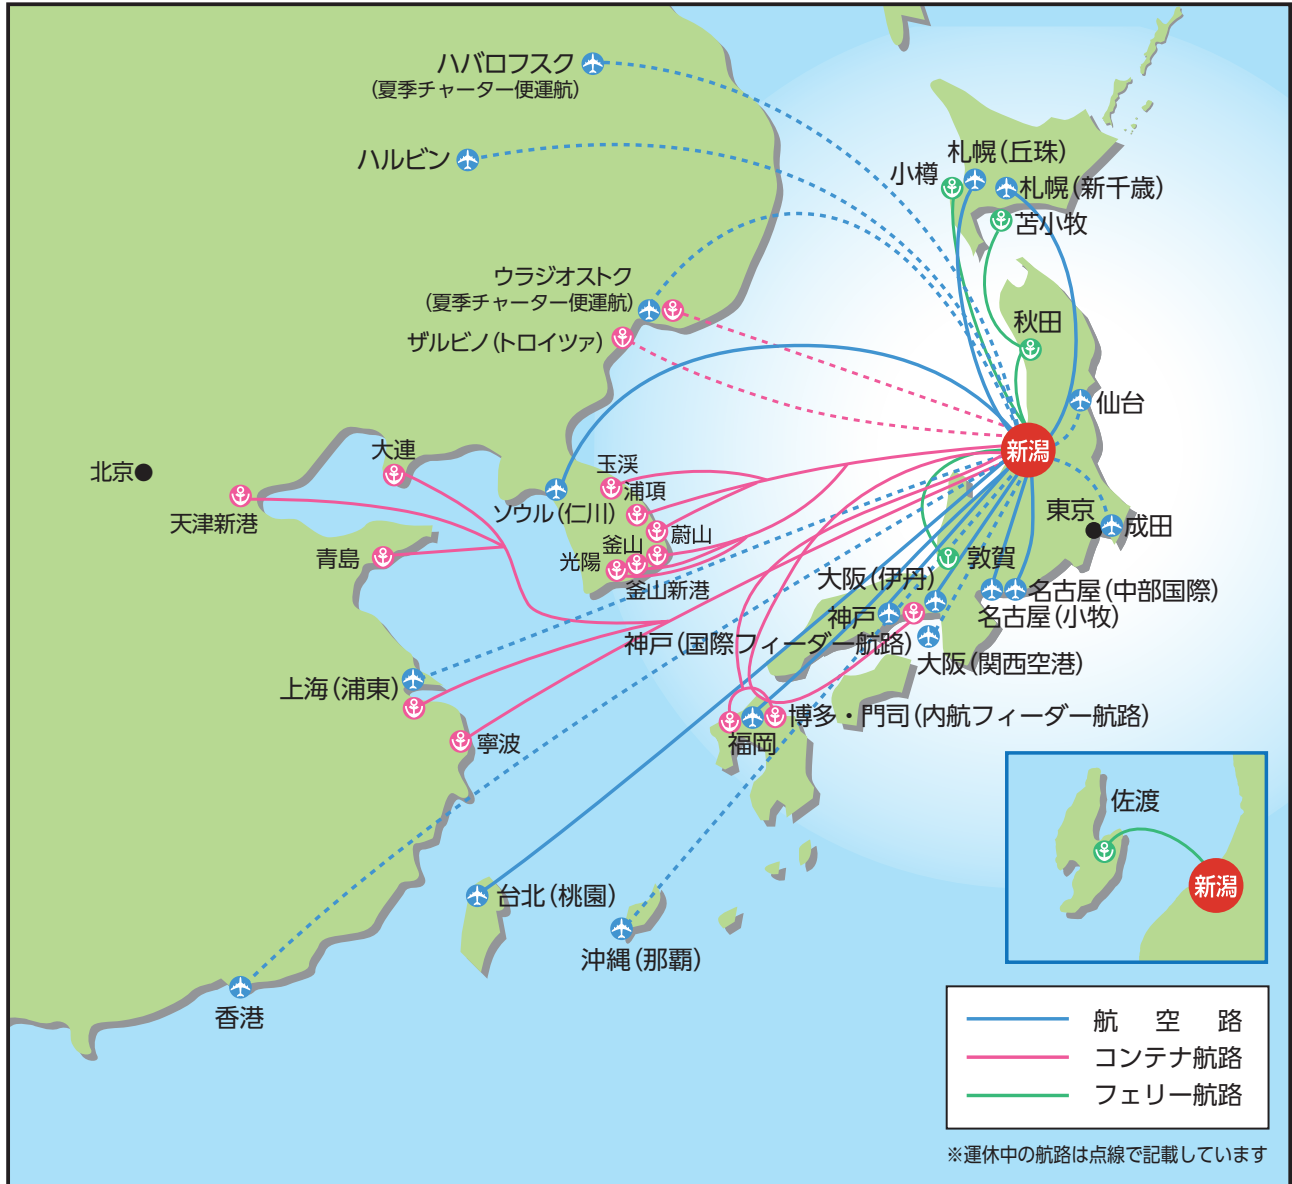 ハバロフスク
(夏季チャーター便運航)
ハルビン
札幌(丘珠)
小樽
札幌(新千歳)
苫小牧
ウラジオストク
(夏季チャーター便運航)
ザルビノ(トロイツァ)
秋田
仙台
新潟
北京
大連
天津新港
青島
玉渓
浦項
ソウル(仁川)
蔚山
釜山
光陽
釜山新港
東京
成田
敦賀
大阪(伊丹)
名古屋(中部国際)
神戸
名古屋(小牧)
神戸(国際フィーダー航路)
大阪(関西空港)
上海(浦東)
博多・門司(内航フィーダー航路)
寧波
福岡
佐渡
新潟
台北(桃園)
沖縄(那覇)
香港
航空路
コンテナ航路
フェリー航路
※運休中の航路は点線で記載しています